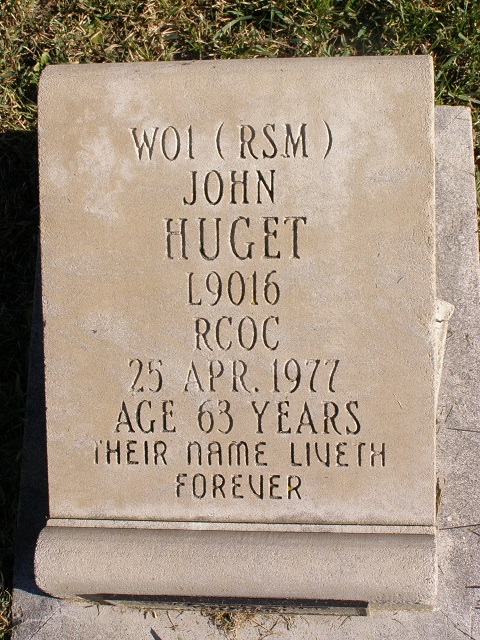 WO1 (RSM)
JOHN
HUGET
L9016
RCOC
25 APR. 1977
AGE 63 YEARS
THEIR NAME LIVETH
FOREVER